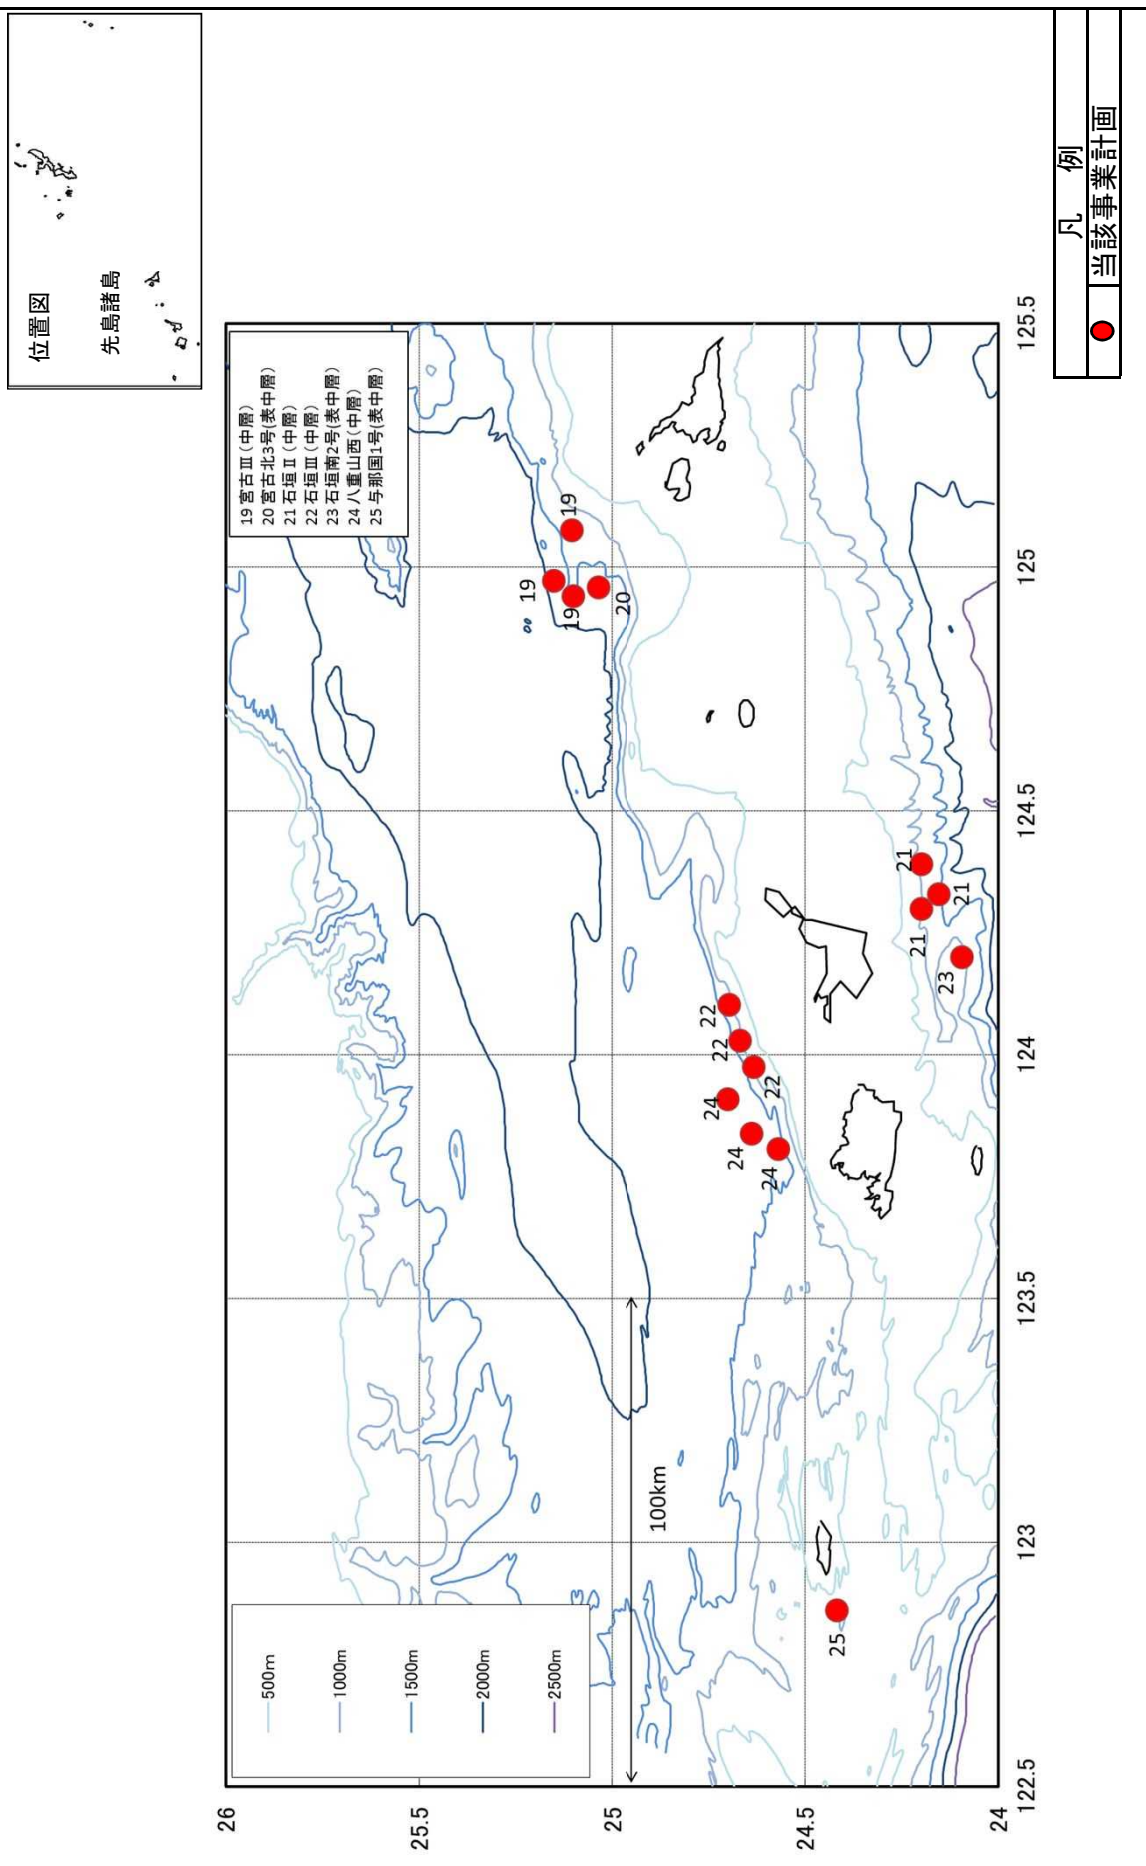 位置図
先島諸島
19 宮古Ⅲ(中層)
20 宮古北3号(表中層)
21 石垣Ⅱ(中層)
22 石垣Ⅲ(中層)
23 石垣南2号(表中層)
24 八重山西(中層)
25 与那国1号(表中層)
500m
1000m
1500m
2000m
2500m
26
25.5
25
24.5
24
122.5
123
123.5
124
124.5
125
125.5
19
19
19
20
21
21
21
22
22
22
23
24
24
24
25
100km
凡 例
当該事業計画